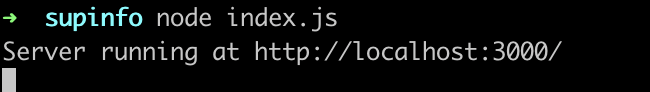 ➜ supinfo node index.js
Server running at http://localhost:3000/